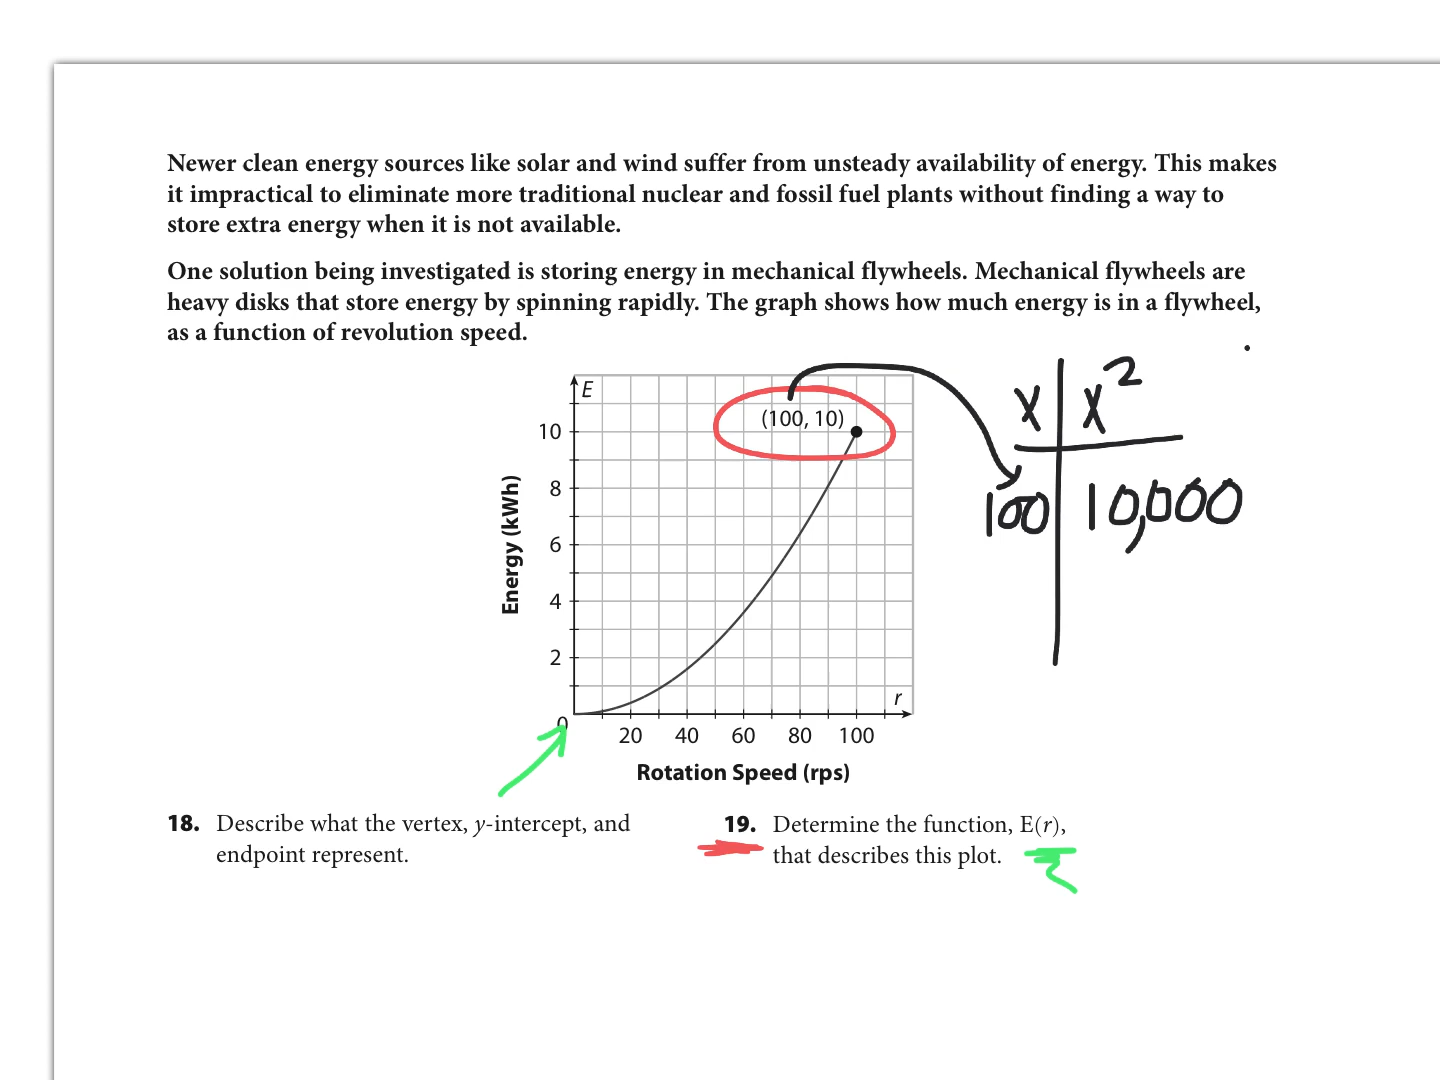 Newer clean energy sources like solar and wind suffer from unsteady availability of energy. This makes
it impractical to eliminate more traditional nuclear and fossil fuel plants without finding a way to
store extra energy when it is not available.
One solution being investigated is storing energy in mechanical flywheels. Mechanical flywheels are
heavy disks that store energy by spinning rapidly. The graph shows how much energy is in a flywheel,
as a function of revolution speed.
E
(100, 10)
10
8
6
4
2
0
Energy (kWh)
r
20 40 60 80 100
Rotation Speed (rps)
x x²
100 10,000
18. Describe what the vertex, y-intercept, and
endpoint represent.
19. Determine the function, E(r),
that describes this plot.